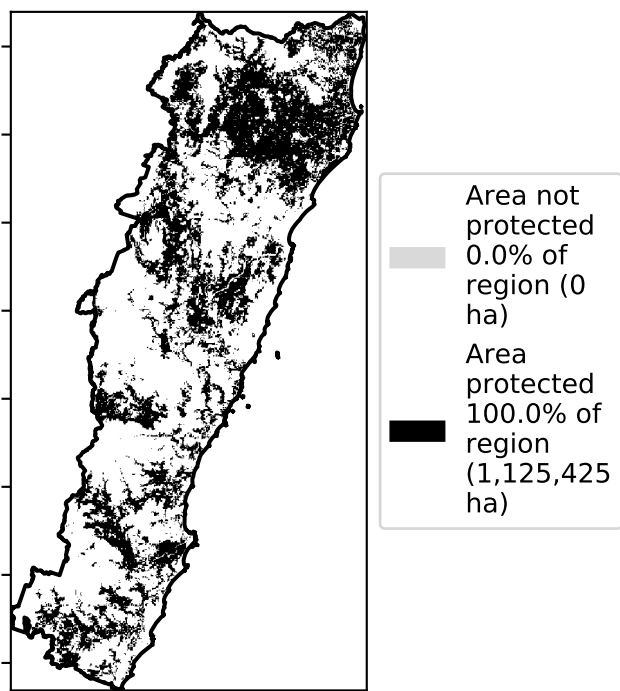 Area not
protected
0.0% of
region (0
ha)
Area
protected
100.0% of
region
(1,125,425
ha)